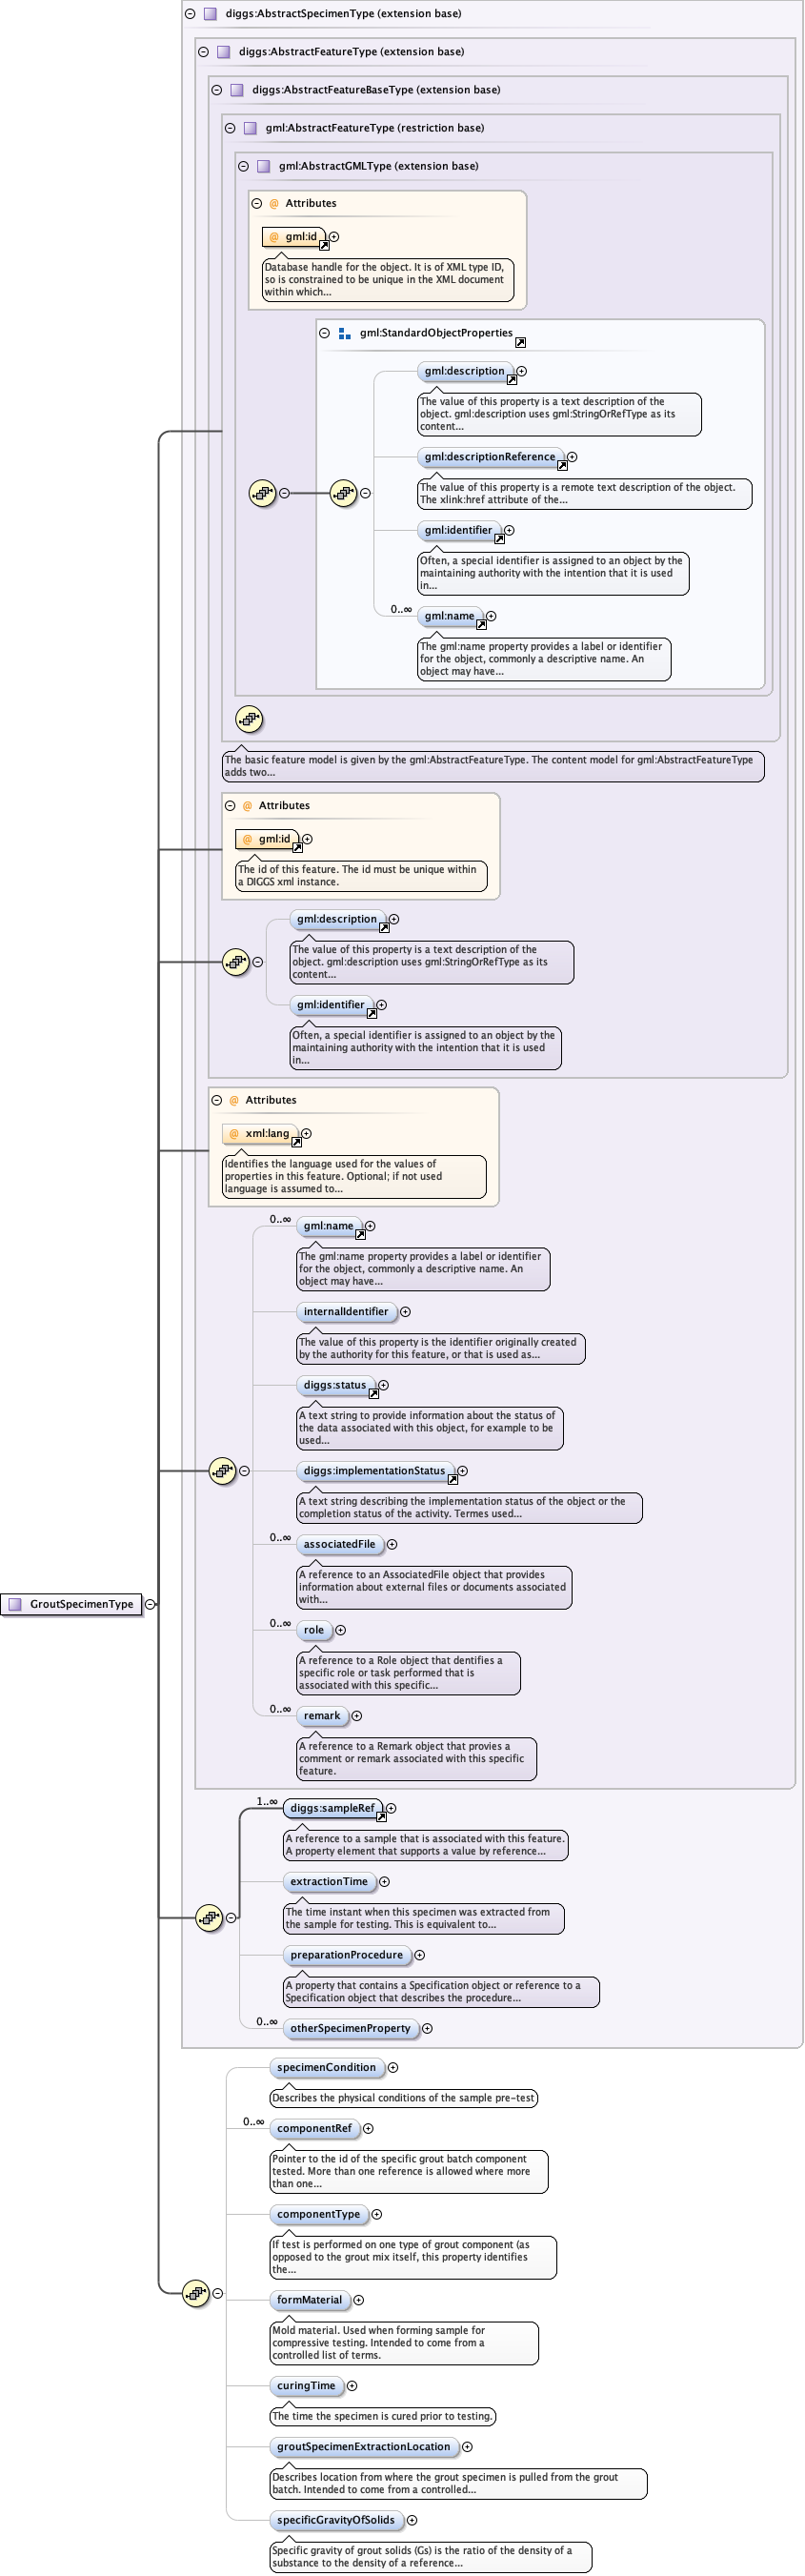 diggs:AbstractSpecimenType (extension base)
diggs:AbstractFeatureType (extension base)
diggs:AbstractFeatureBaseType (extension base)
gml:AbstractFeatureType (restriction base)
gml:AbstractGMLType (extension base)
@ Attributes
@ gml:id
Database handle for the object. It is of XML type ID,
so is constrained to be unique in the XML document
within which...
gml:StandardObjectProperties
gml:description
The value of this property is a text description of the
object. gml:description uses gml:StringOrRefType as its
content...
gml:descriptionReference
The value of this property is a remote text description of the object.
The xlink:href attribute of the...
gml:identifier
Often, a special identifier is assigned to an object by the
maintaining authority with the intention that it is used
in...
0..∞
gml:name
The gml:name property provides a label or identifier
for the object, commonly a descriptive name. An
object may have...
The basic feature model is given by the gml:AbstractFeatureType. The content model for gml:AbstractFeatureType
adds two...
@ Attributes
@ gml:id
The id of this feature. The id must be unique within
a DIGGS xml instance.
gml:description
The value of this property is a text description of the
object. gml:description uses gml:StringOrRefType as its
content...
gml:identifier
Often, a special identifier is assigned to an object by the
maintaining authority with the intention that it is used
in...
@ Attributes
@ xml:lang
Identifies the language used for the values of
properties in this feature. Optional; if not used
language is assumed to...
0..∞
gml:name
The gml:name property provides a label or identifier
for the object, commonly a descriptive name. An
object may have...
internalIdentifier
The value of this property is the identifier originally created
by the authority for this feature, or that is used as...
diggs:status
A text string to provide information about the status of
the data associated with this object, for example to be
used...
diggs:implementationStatus
A text string describing the implementation status of the object or the
completion status of the activity. Termes used...
0..∞
associatedFile
A reference to an AssociatedFile object that provides
information about external files or documents associated
with...
GroutSpecimenType
0..∞
role
A reference to a Role object that dentifies a
specific role or task performed that is
associated with this specific...
0..∞
remark
A reference to a Remark object that provies a
comment or remark associated with this specific
feature.
1..∞
diggs:sampleRef
A reference to a sample that is associated with this feature.
A property element that supports a value by reference...
extractionTime
The time instant when this specimen was extracted from
the sample for testing. This is equivalent to...
preparationProcedure
A property that contains a Specification object or reference to a
Specification object that describes the procedure...
0..∞
otherSpecimenProperty
specimenCondition
Describes the physical conditions of the sample pre-test
0..∞
componentRef
Pointer to the id of the specific grout batch component
tested. More than one reference is allowed where more
than one...
componentType
If test is performed on one type of grout component (as
opposed to the grout mix itself, this property identifies
the...
formMaterial
Mold material. Used when forming sample for
compressive testing. Intended to come from a
controlled list of terms.
curingTime
The time the specimen is cured prior to testing.
groutSpecimenExtractionLocation
Describes location from where the grout specimen is pulled from the grout
batch. Intended to come from a controlled...
specificGravityOfSolids
Specific gravity of grout solids (Gs) is the ratio of the density of a
substance to the density of a reference...